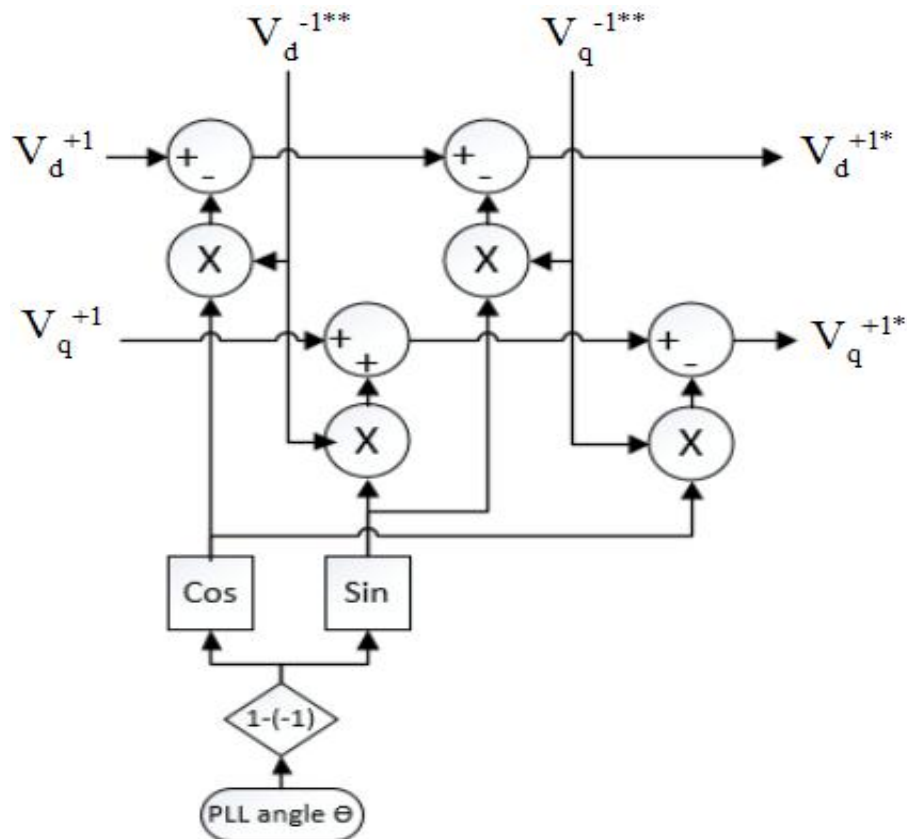 V_d^-1** V_q^-1**
V_d^+1 + - + - V_d^+1*
X X
V_q^+1 + + + - V_q^+1*
X X
Cos Sin
1-(-1)
PLL angle Θ